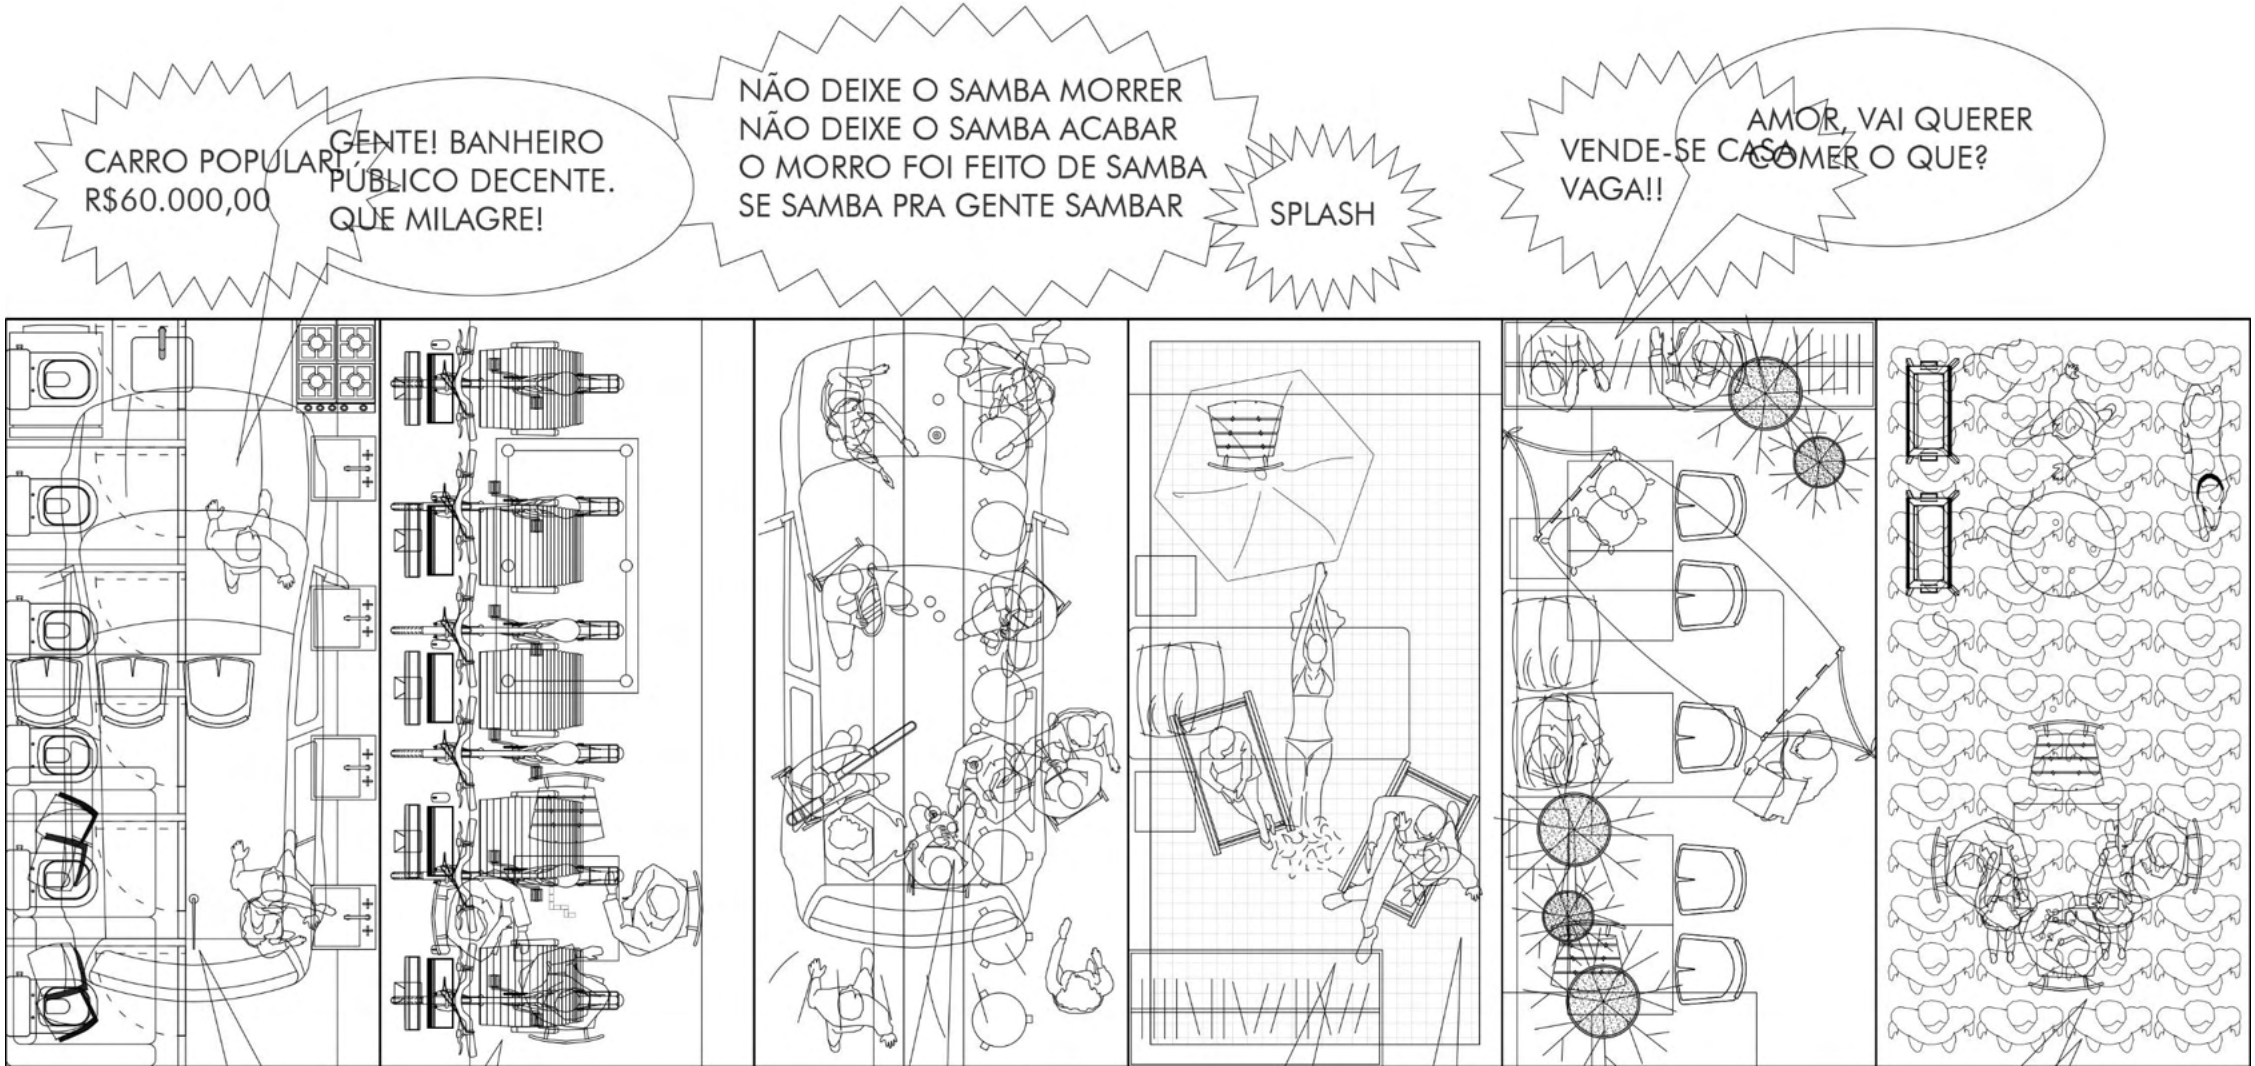 CARRO POPULAR!
R$60.000,00
GENTE! BANHEIRO
PÚBLICO DECENTE.
QUE MILAGRE!
NÃO DEIXE O SAMBA MORRER
NÃO DEIXE O SAMBA ACABAR
O MORRO FOI FEITO DE SAMBA
SE SAMBA PRA GENTE SAMBAR
SPLASH
VENDE-SE CASA
VAGA!!
AMOR, VAI QUERER
COMER O QUE?